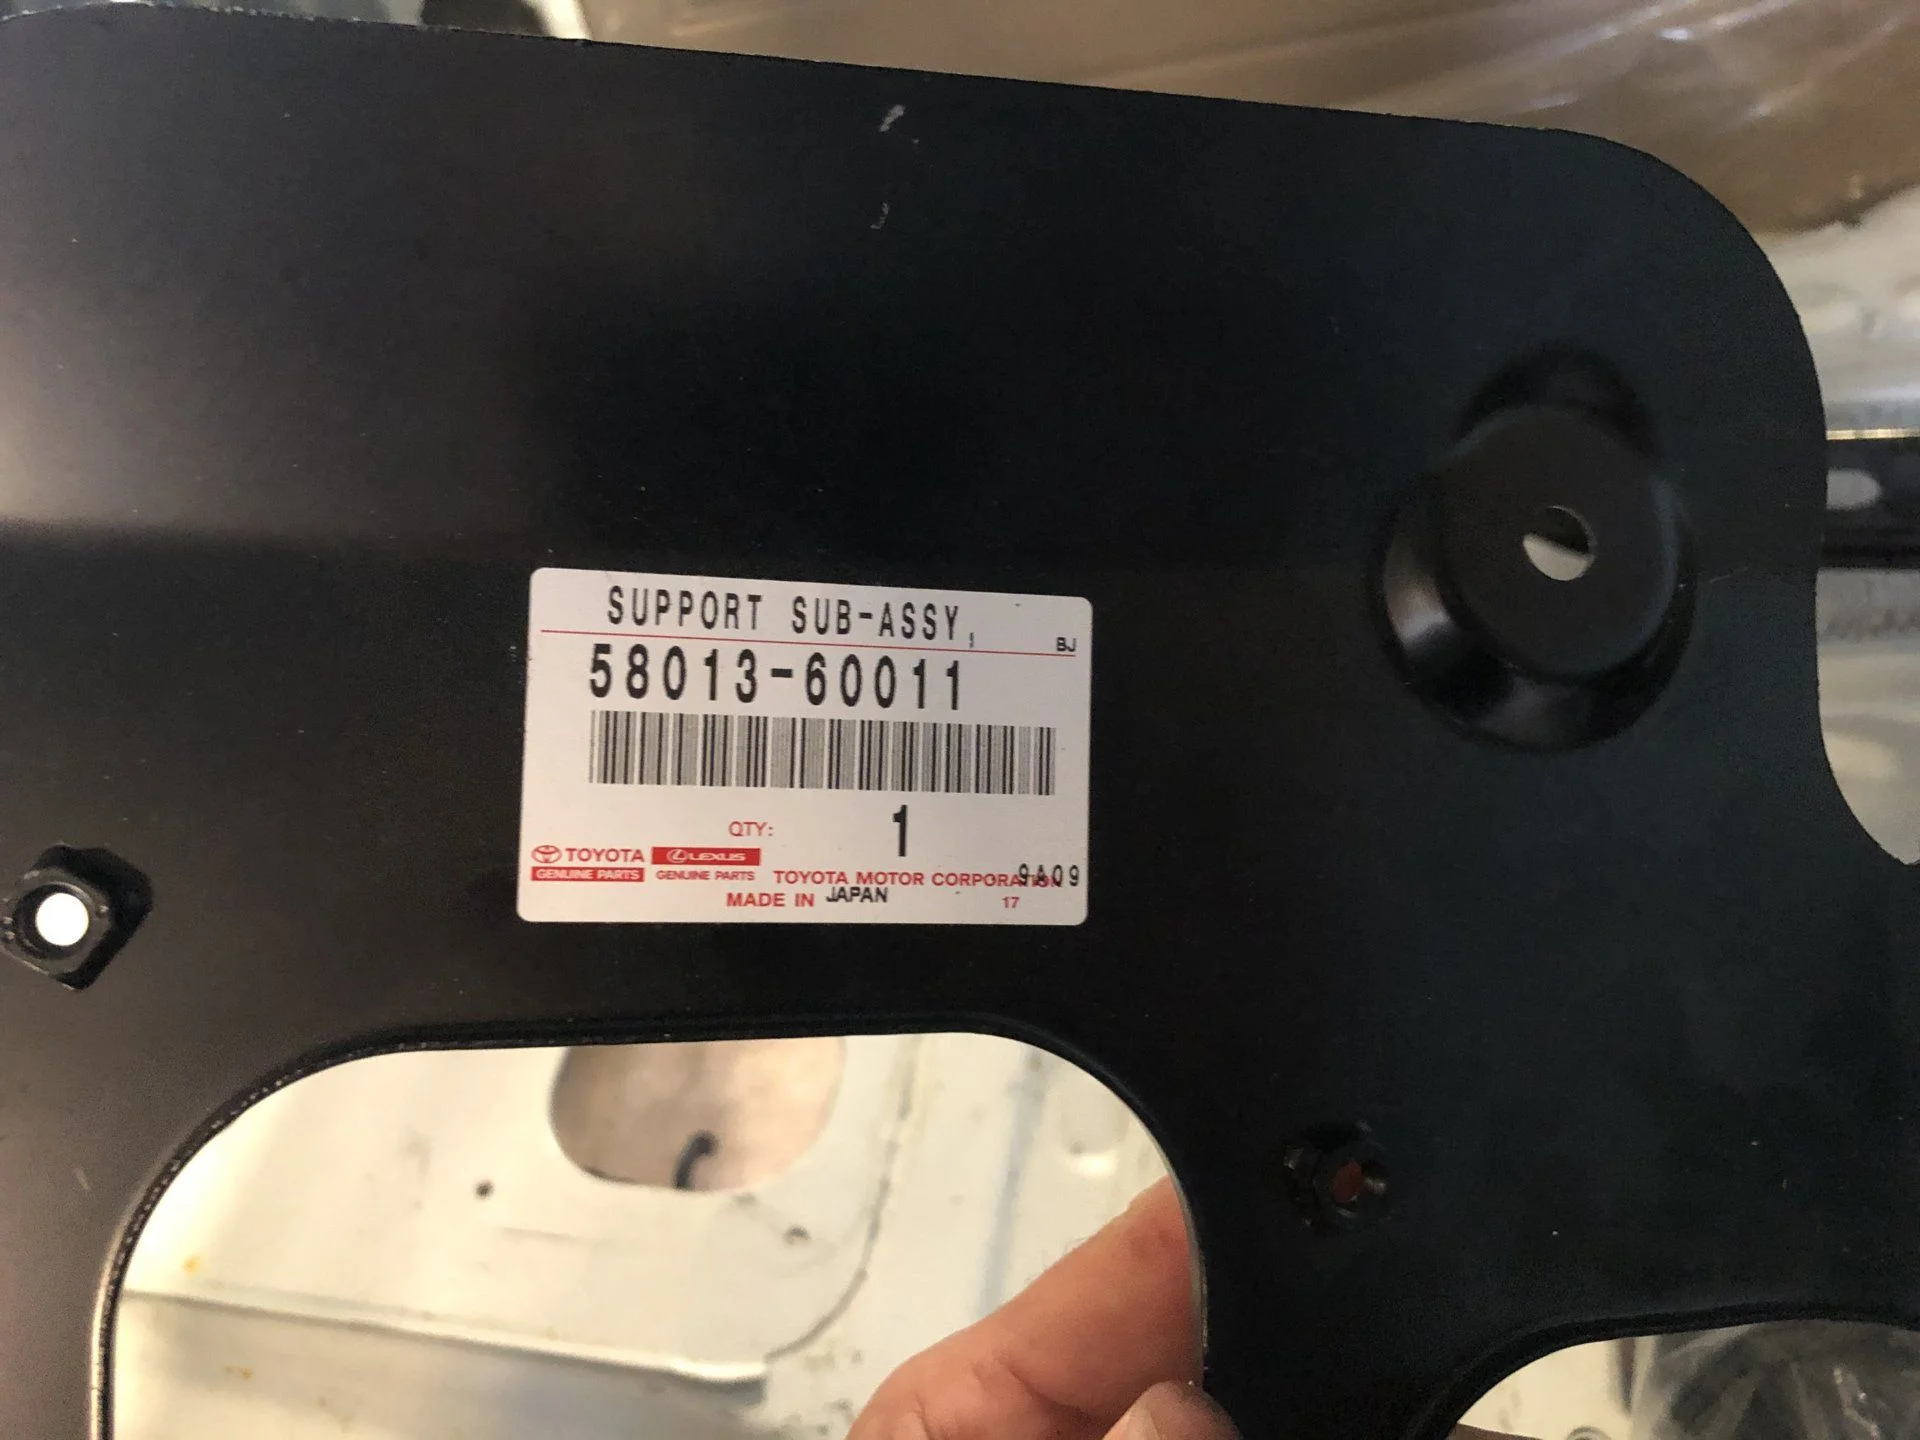 SUPPORT SUB-ASSY,
BJ
58013-60011
QTY: 1
TOYOTA LEXUS
GENUINE PARTS GENUINE PARTS TOYOTA MOTOR CORPORATION 9A09
MADE IN JAPAN 17